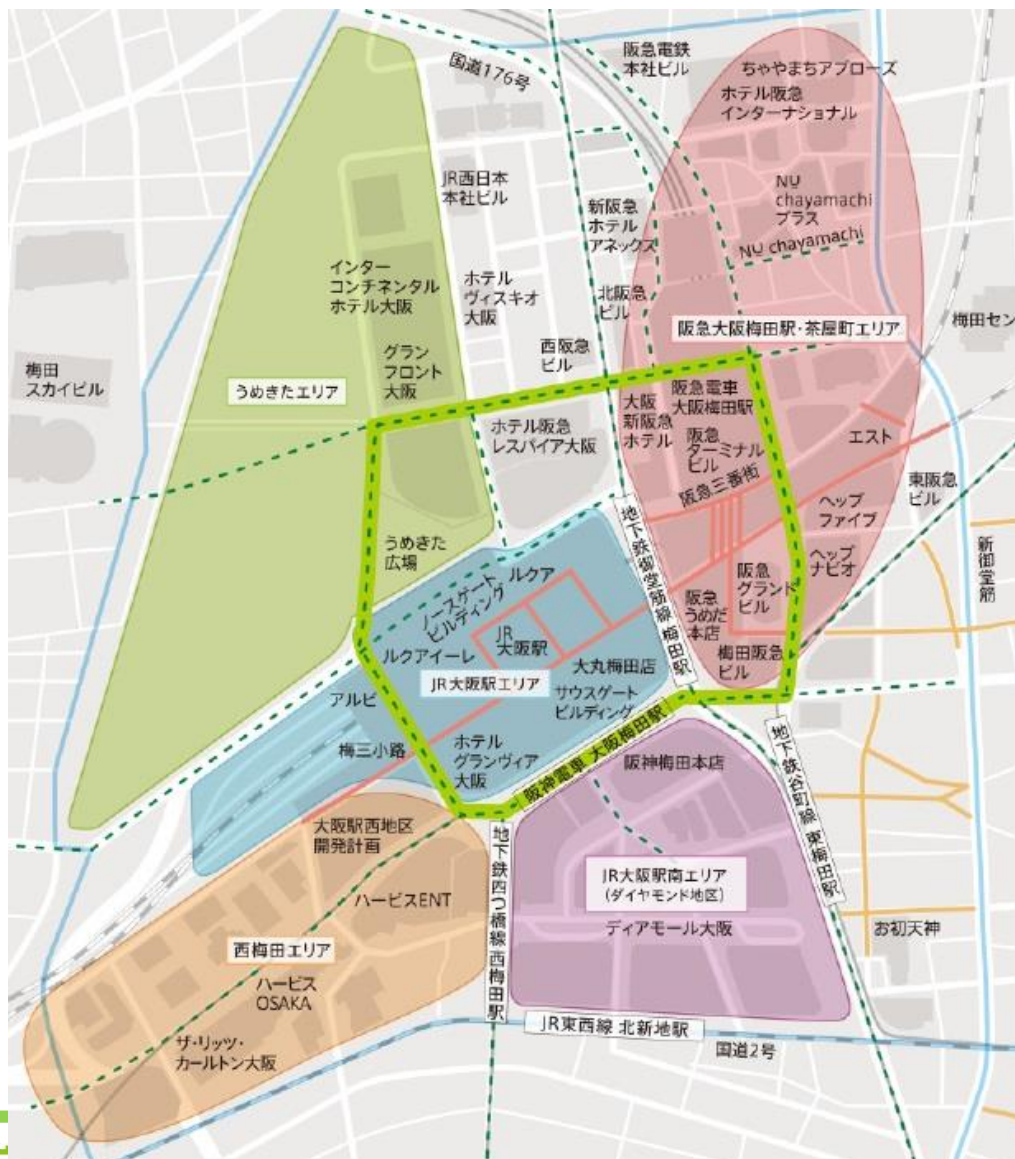 国道176号
阪急電鉄
本社ビル
ちゃやまちアプローズ
ホテル阪急
インターナショナル
JR西日本
本社ビル
新阪急
ホテル
アネックス
NU
chayamachi
プラス
NU chayamachi
インター
コンチネンタル
ホテル大阪
ホテル
ヴィスキオ
大阪
北阪急
ビル
阪急大阪梅田駅・茶屋町エリア
梅田セン
梅田
スカイビル
うめきたエリア
グラン
フロント
大阪
西阪急
ビル
ホテル阪急
レスパイア大阪
大阪
新阪急
ホテル
阪急電車
大阪梅田駅
阪急
ターミナル
ビル
エスト
阪急三番街
東阪急
ビル
ヘップ
ファイブ
うめきた
広場
地下鉄御堂筋線 梅田駅
ヘップ
ナビオ
新御堂筋
ノースゲート
ビルディング
ルクア
阪急
グランド
ビル
阪急
うめだ
本店
JR
大阪駅
ルクアイーレ
大丸梅田店
梅田阪急
ビル
JR大阪駅エリア
アルビ
サウスゲート
ビルディング
梅三小路
ホテル
グランヴィア
大阪
阪神電車 大阪梅田駅
阪神梅田本店
地下鉄谷町線 東梅田駅
大阪駅西地区
開発計画
地下鉄四つ橋線 西梅田駅
JR大阪駅南エリア
(ダイヤモンド地区)
ハービスENT
ディアモール大阪
お初天神
西梅田エリア
ハービス
OSAKA
ザ・リッツ・
カールトン大阪
JR東西線 北新地駅
国道2号